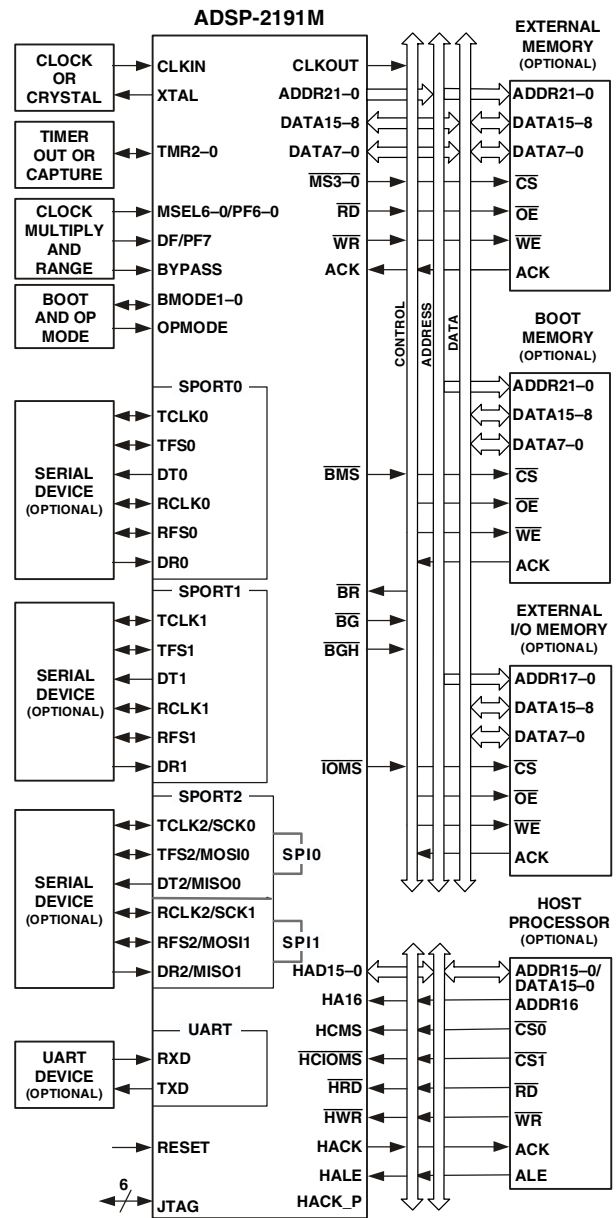 ADSP-2191M
CLOCK
OR
CRYSTAL
TIMER
OUT OR
CAPTURE
CLOCK
MULTIPLY
AND
RANGE
BOOT
AND OP
MODE
SERIAL
DEVICE
(OPTIONAL)
SERIAL
DEVICE
(OPTIONAL)
SERIAL
DEVICE
(OPTIONAL)
UART
DEVICE
(OPTIONAL)
6
CLKIN
XTAL
TMR2–0
MSEL6–0/PF6–0
DF/PF7
BYPASS
BMODE1–0
OPMODE
SPORT0
TCLK0
TFS0
DT0
RCLK0
RFS0
DR0
SPORT1
TCLK1
TFS1
DT1
RCLK1
RFS1
DR1
SPORT2
TCLK2/SCK0
TFS2/MOSI0
DT2/MISO0
RCLK2/SCK1
RFS2/MOSI1
DR2/MISO1
SPI0
SPI1
UART
RXD
TXD
RESET
JTAG
CLKOUT
ADDR21–0
DATA15–8
DATA7–0
MS3–0
RD
WR
ACK
BMS
BR
BG
BGH
IOMS
HAD15–0
HA16
HCMS
HCIOMS
HRD
HWR
HACK
HALE
HACK_P
CONTROL
ADDRESS
DATA
EXTERNAL
MEMORY
(OPTIONAL)
ADDR21–0
DATA15–8
DATA7–0
CS
OE
WE
ACK
BOOT
MEMORY
(OPTIONAL)
ADDR21–0
DATA15–8
DATA7–0
CS
OE
WE
ACK
EXTERNAL
I/O MEMORY
(OPTIONAL)
ADDR17–0
DATA15–8
DATA7–0
CS
OE
WE
ACK
HOST
PROCESSOR
(OPTIONAL)
ADDR15–0/
DATA15–0
ADDR16
CS0
CS1
RD
WR
ACK
ALE